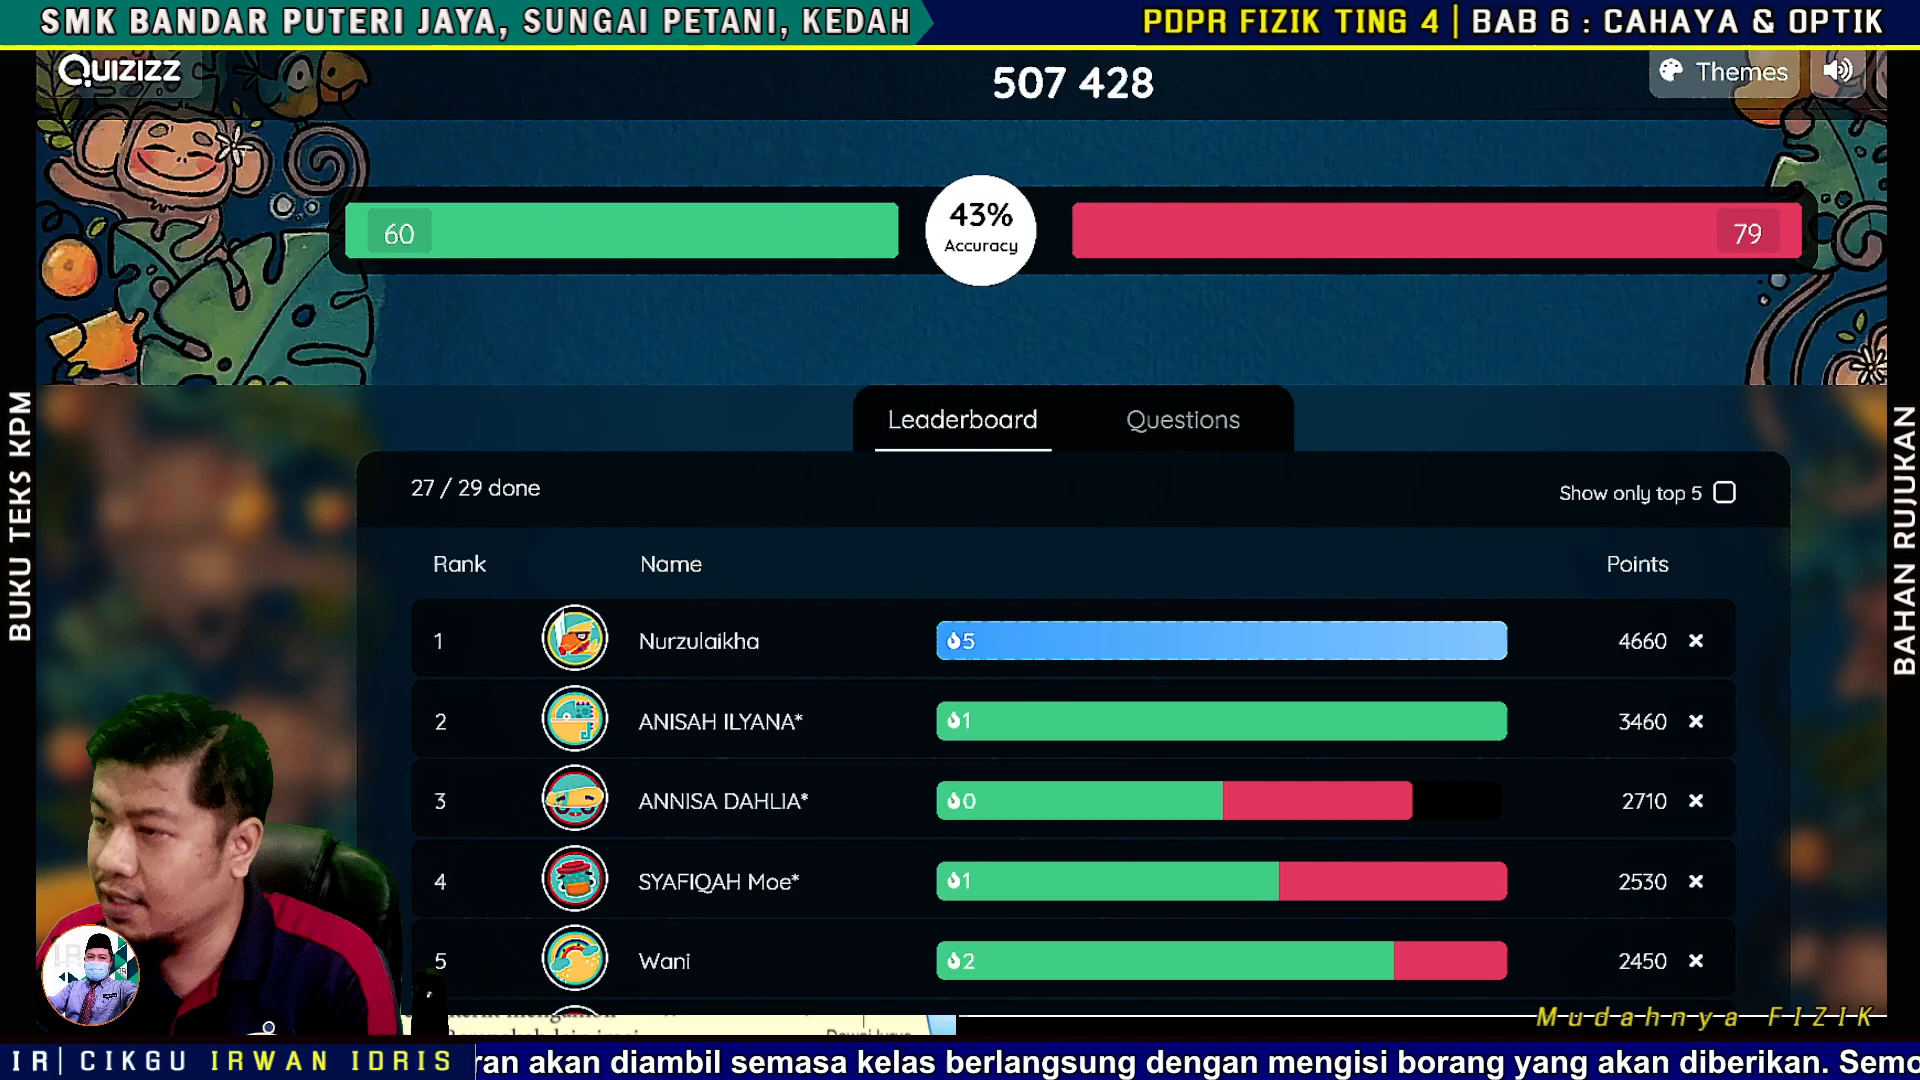 SMK BANDAR PUTERI JAYA, SUNGAI PETANI, KEDAH
PDPR FIZIK TING 4 | BAB 6 : CAHAYA & OPTIK
Quizizz
507 428
Themes
60
43%
Accuracy
79
BUKU TEKS KPM
BAHAN RUJUKAN
Leaderboard
Questions
27 / 29 done
Show only top 5
Rank Name Points
1 Nurzulaikha 5 4660
2 ANISAH ILYANA* 1 3460
3 ANNISA DAHLIA* 0 2710
4 SYAFIQAH Moe* 1 2530
5 Wani 2 2450
Mudahnya FIZIK
IR| CIKGU IRWAN IDRIS
ran akan diambil semasa kelas berlangsung dengan mengisi borang yang akan diberikan. Semo